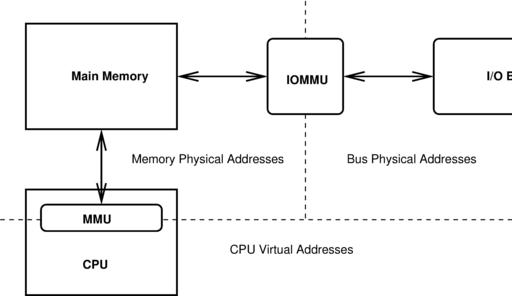 Main Memory
IOMMU
I/O
Memory Physical Addresses
Bus Physical Addresses
MMU
CPU Virtual Addresses
CPU